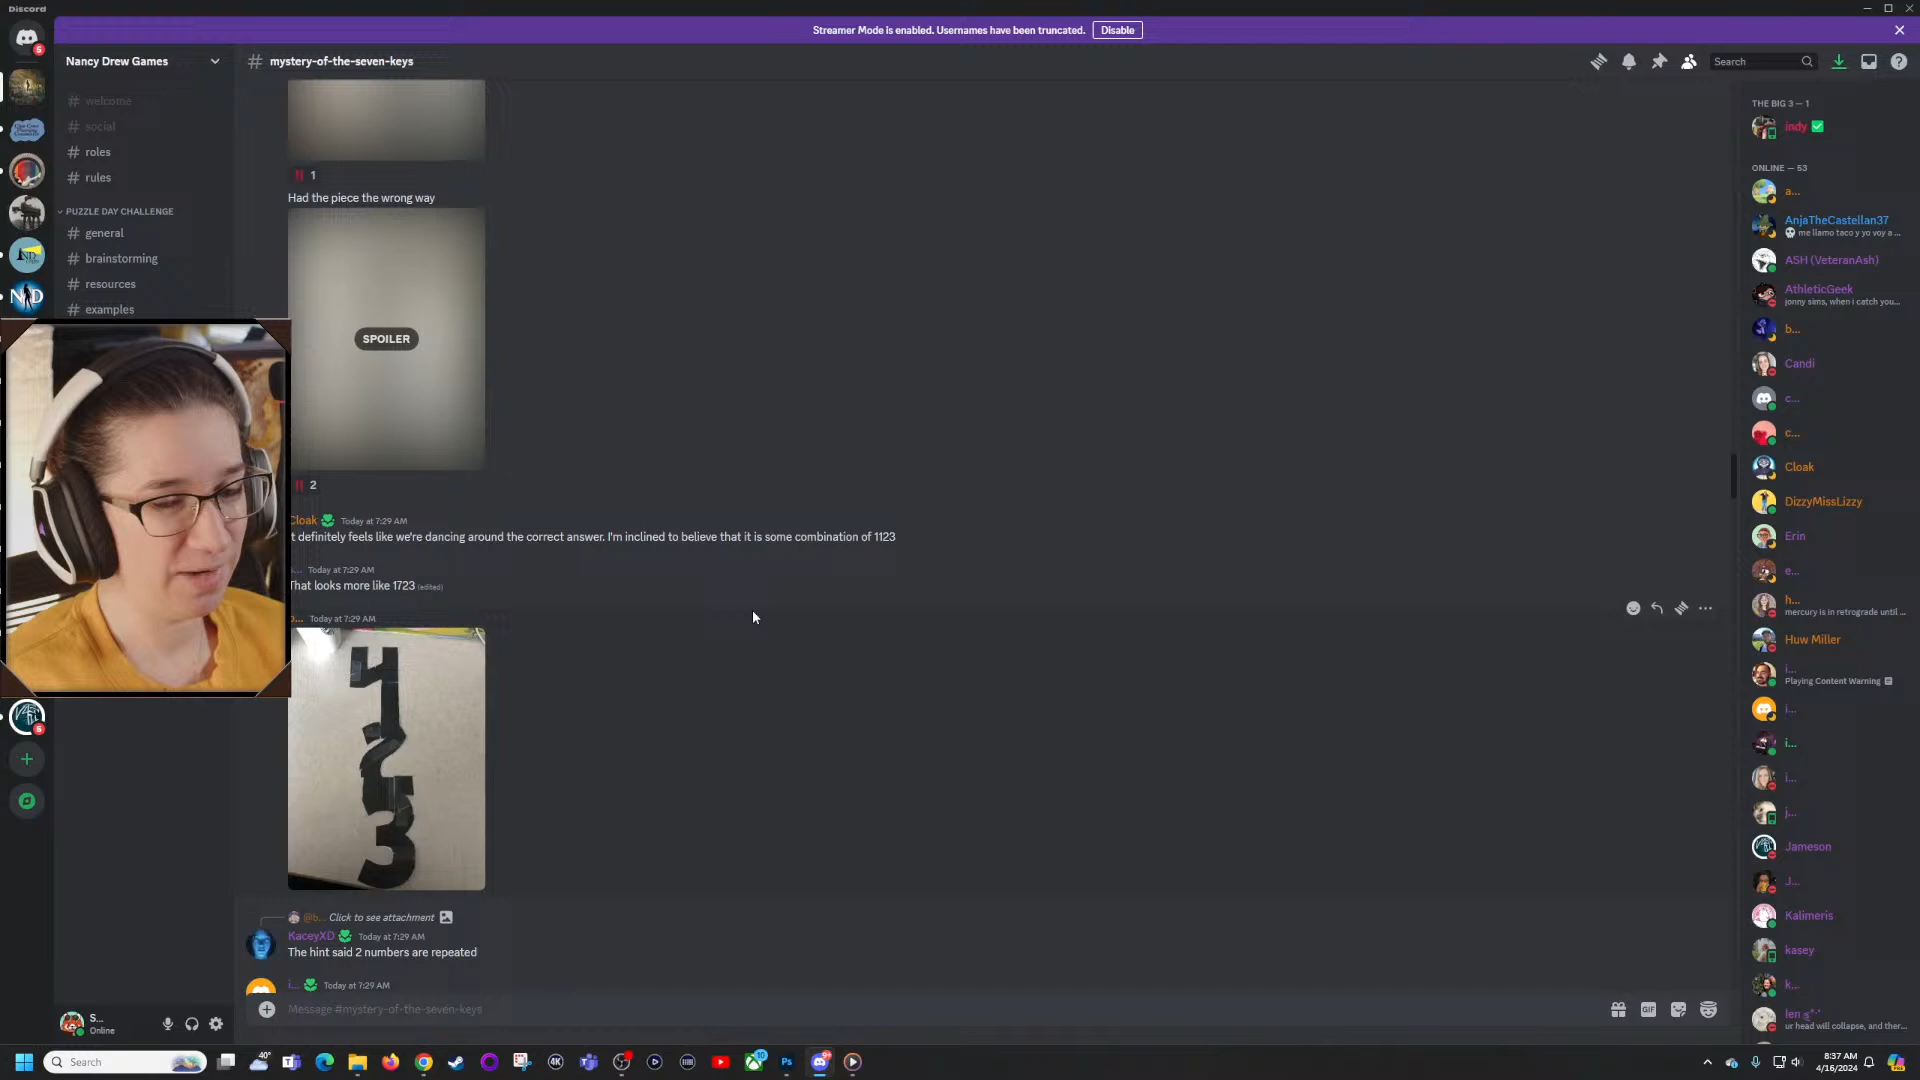 Discord
Streamer Mode is enabled. Usernames have been truncated. Disable
Nancy Drew Games
# mystery-of-the-seven-keys
Search
# welcome
# social
# roles
# rules
PUZZLE DAY CHALLENGE
# general
# brainstorming
# resources
# examples
1
Had the piece the wrong way
SPOILER
2
Cloak Today at 7:29 AM
t definitely feels like we're dancing around the correct answer. I'm inclined to believe that it is some combination of 1123
... Today at 7:29 AM
That looks more like 1723 (edited)
... Today at 7:29 AM
@b... Click to see attachment
KaceyXD Today at 7:29 AM
The hint said 2 numbers are repeated
i... Today at 7:29 AM
Message #mystery-of-the-seven-keys
S...
Online
THE BIG 3 — 1
indy
ONLINE — 53
a...
AnjaTheCastellan37
me llamo taco y yo voy a ...
ASH (VeteranAsh)
AthleticGeek
jonny sims, when i catch you...
b...
Candi
c...
c...
Cloak
DizzyMissLizzy
Erin
e...
h...
mercury is in retrograde until ...
Huw Miller
i...
Playing Content Warning
i...
i...
i...
j...
Jameson
J...
Kalimeris
kasey
k...
ur head will collapse, and ther...
Search
40°
8:37 AM
4/16/2024